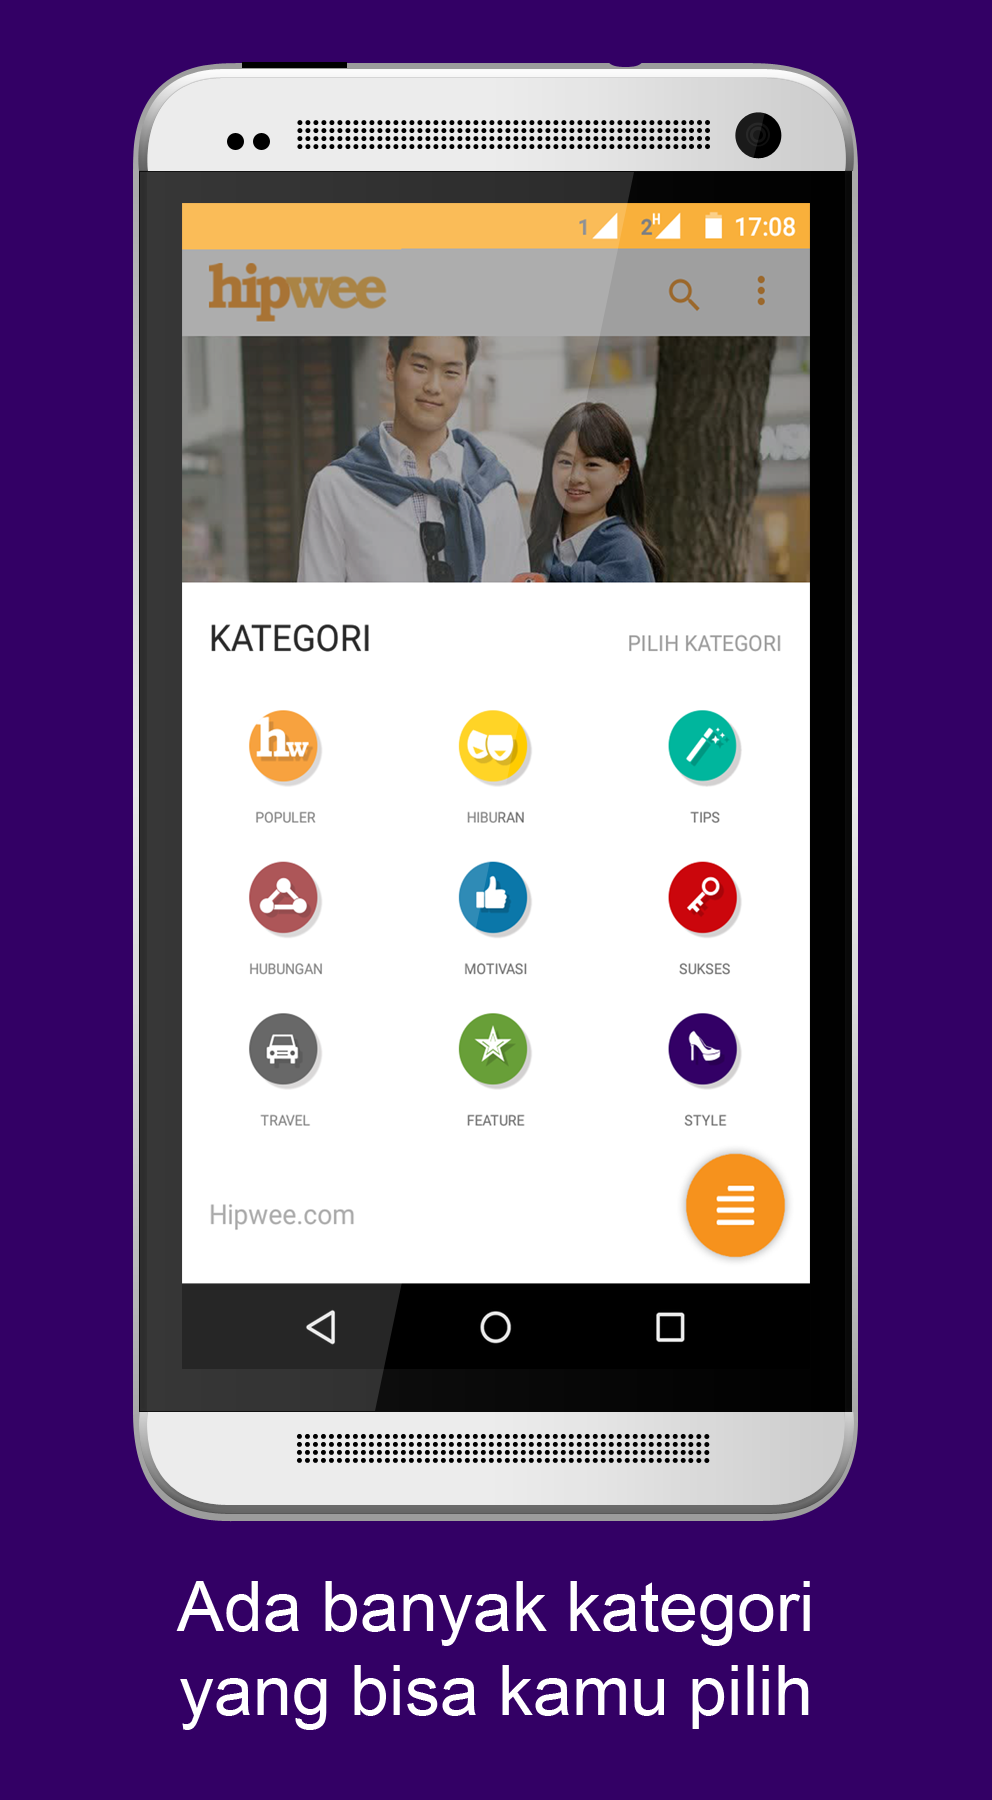 1 2 H 17:08
hipwee
KATEGORI PILIH KATEGORI
hw
POPULER HIBURAN TIPS
HUBUNGAN MOTIVASI SUKSES
TRAVEL FEATURE STYLE
Hipwee.com
Ada banyak kategori
yang bisa kamu pilih